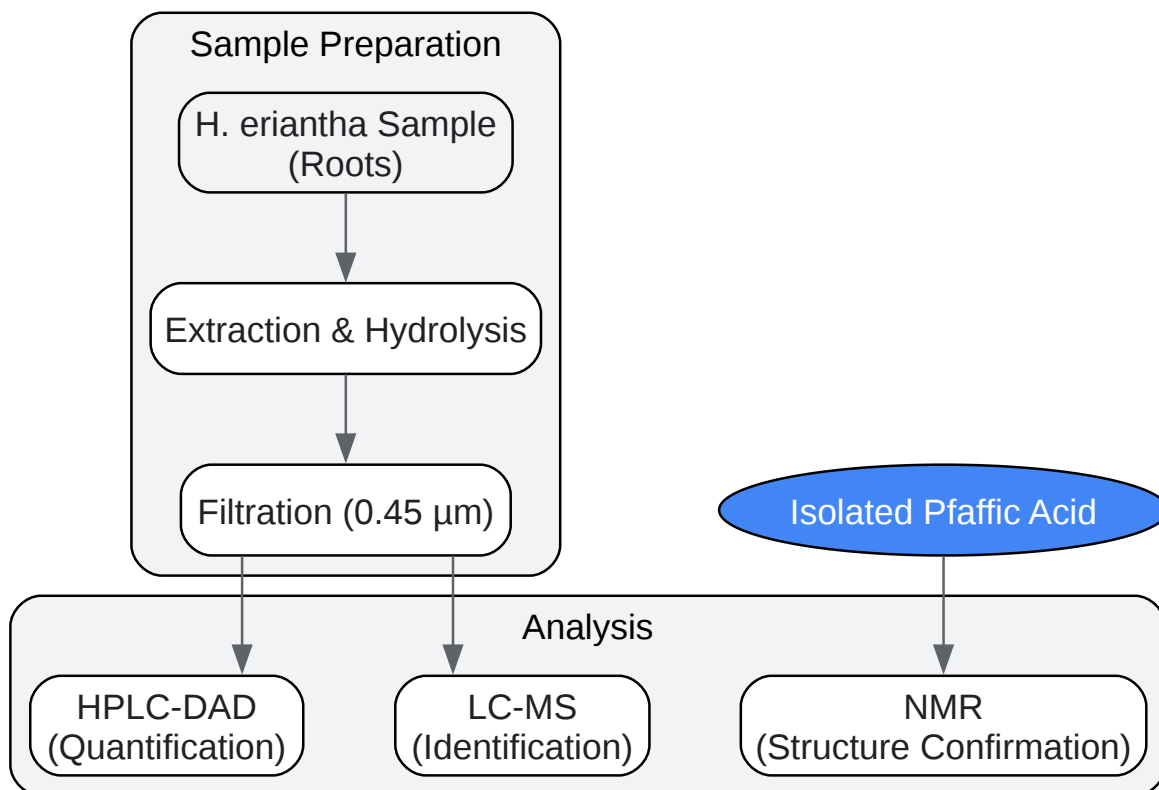 Sample Preparation
H. eriantha Sample
(Roots)
Extraction & Hydrolysis
Filtration (0.45 µm)
Isolated Pfaffic Acid
Analysis
HPLC-DAD
(Quantification)
LC-MS
(Identification)
NMR
(Structure Confirmation)